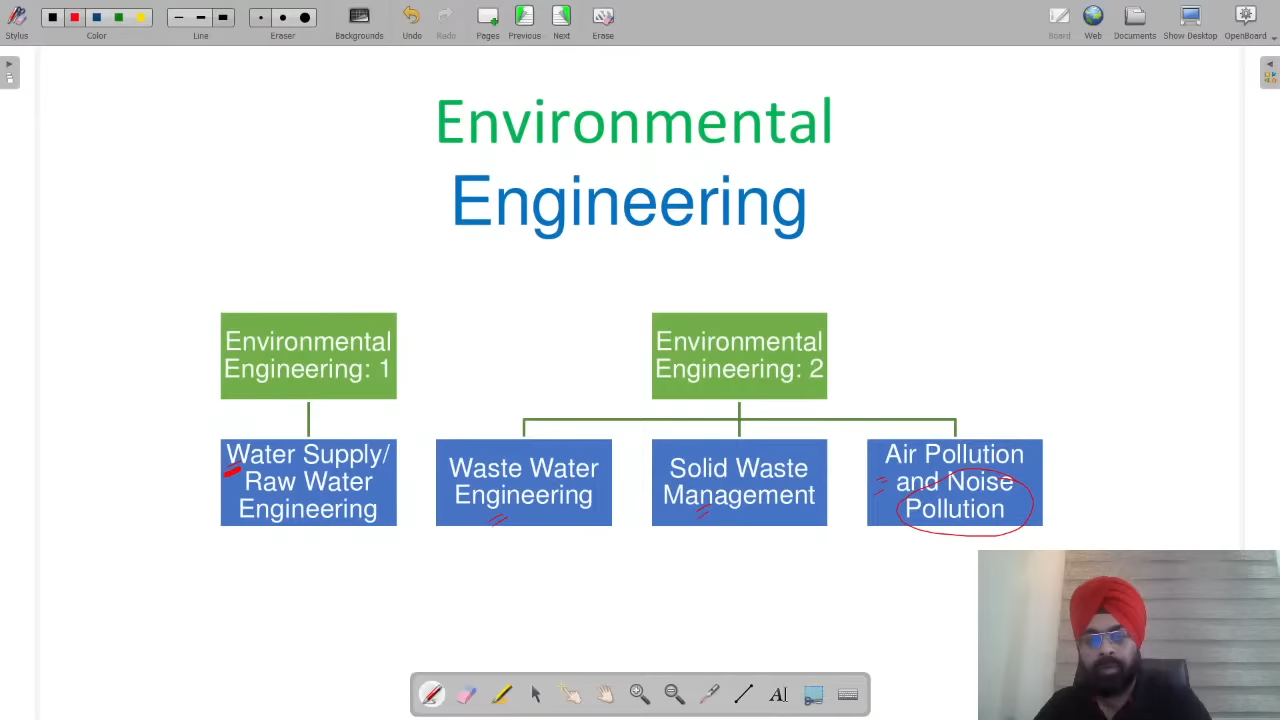 Stylus
Color
Line
Eraser
Backgrounds
Undo
Redo
Pages
Previous
Next
Erase
Board
Web
Documents
Show Desktop
OpenBoard
Environmental
Engineering
Environmental
Engineering: 1
Environmental
Engineering: 2
Water Supply/
Raw Water
Engineering
Waste Water
Engineering
Solid Waste
Management
Air Pollution
and Noise
Pollution
AI